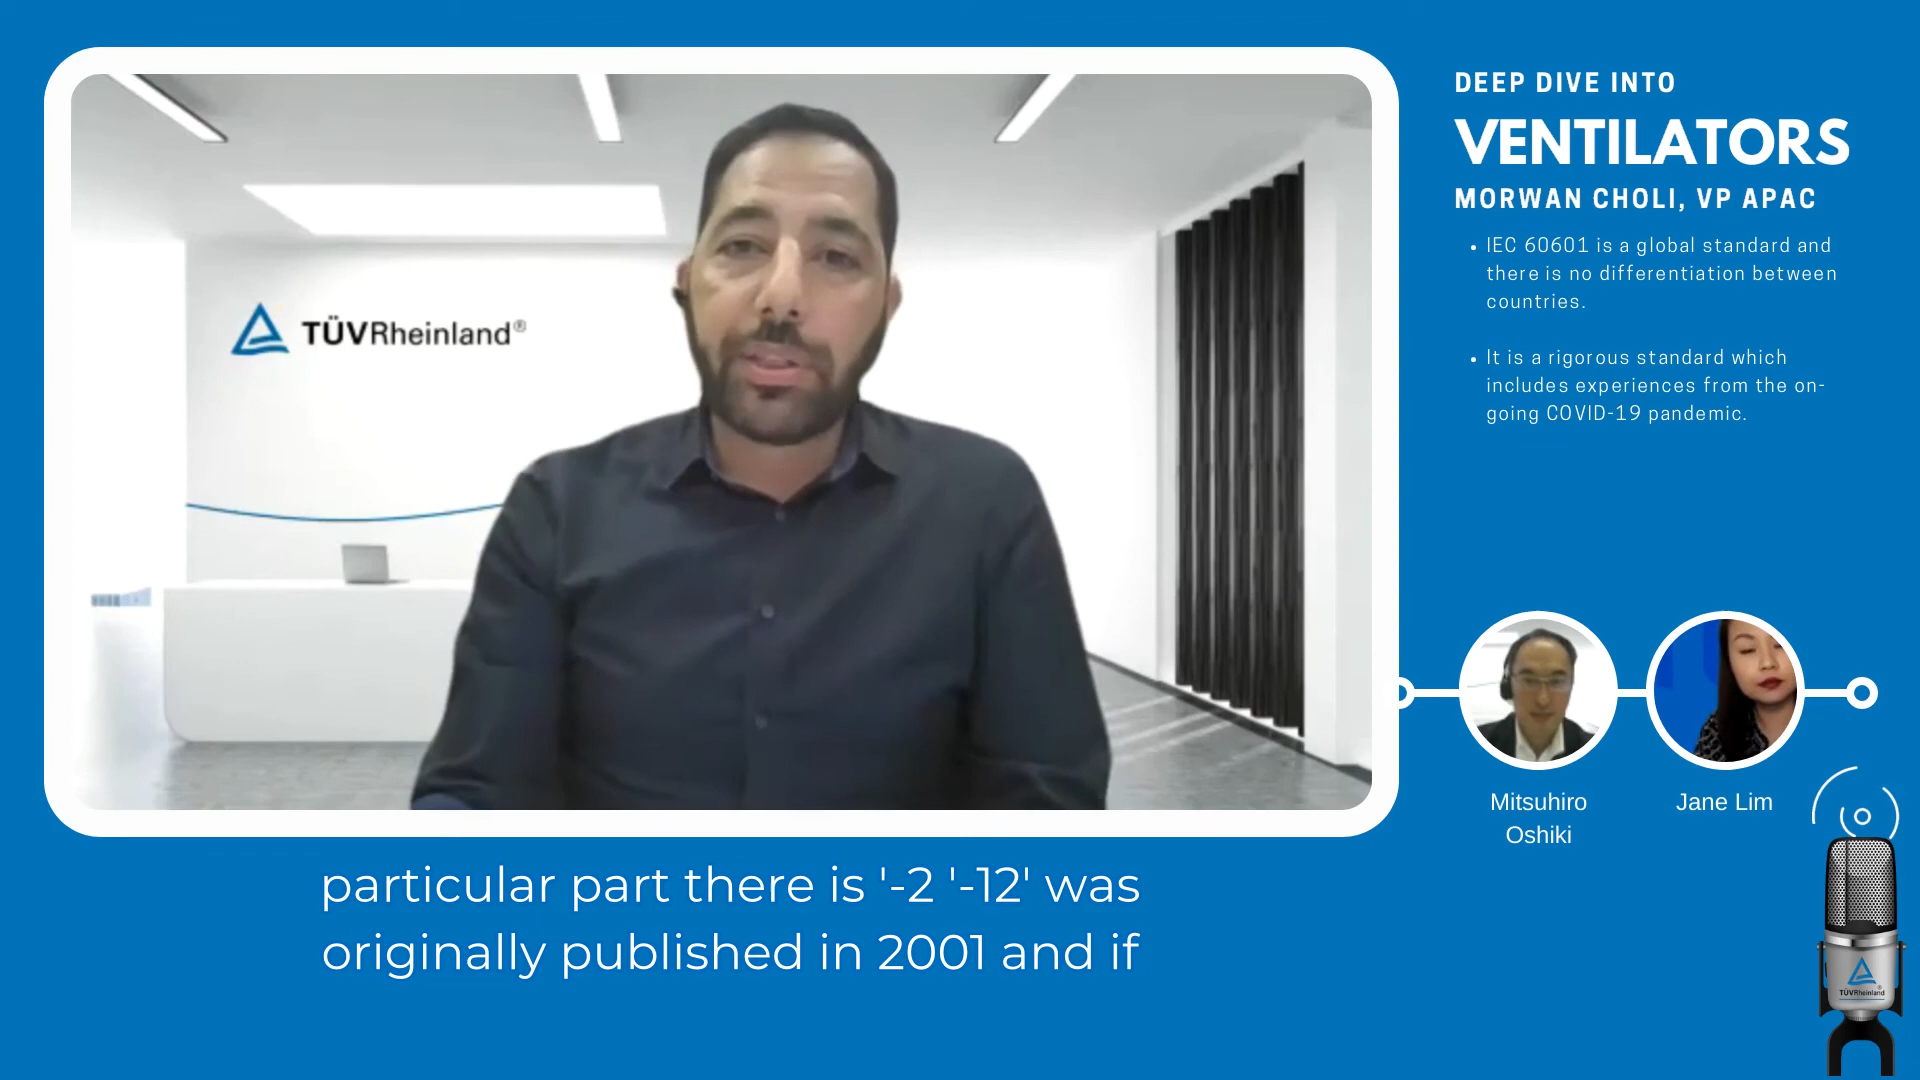 DEEP DIVE INTO
VENTILATORS
MORWAN CHOLI, VP APAC
• IEC 60601 is a global standard and
there is no differentiation between
countries.
• It is a rigorous standard which
includes experiences from the on-
going COVID-19 pandemic.
TÜVRheinland®
Mitsuhiro
Oshiki
Jane Lim
particular part there is '-2 '-12' was
originally published in 2001 and if
TÜVRheinland®